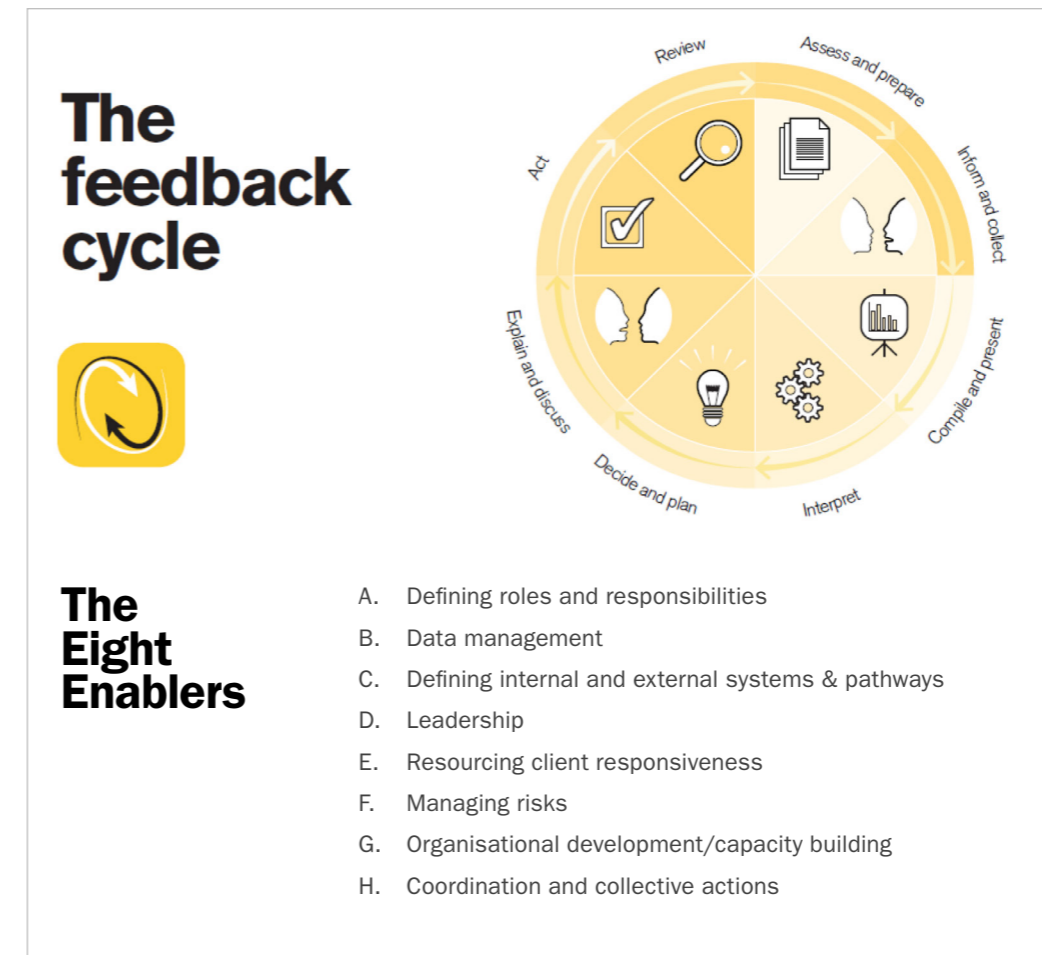 The
feedback
cycle
Review
Assess and prepare
Act
Inform and collect
Explain and discuss
Compile and present
Decide and plan
Interpret
The
Eight
Enablers
A. Defining roles and responsibilities
B. Data management
C. Defining internal and external systems & pathways
D. Leadership
E. Resourcing client responsiveness
F. Managing risks
G. Organisational development/capacity building
H. Coordination and collective actions